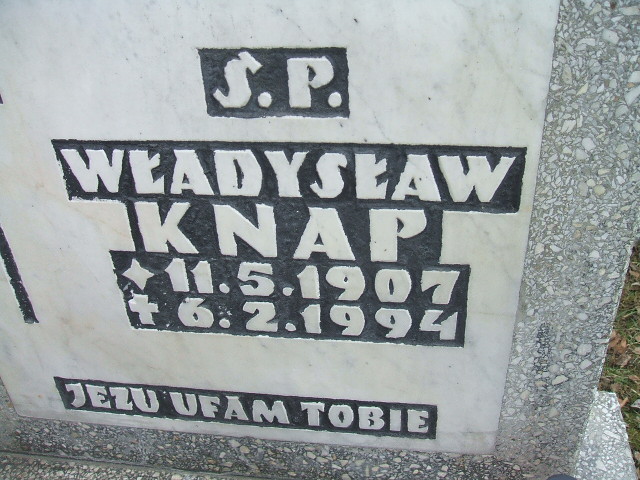 Ś.P.
WŁADYSŁAW
KNAP
✦ 11.5.1907
✝ 6.2.1994
JEZU UFAM TOBIE